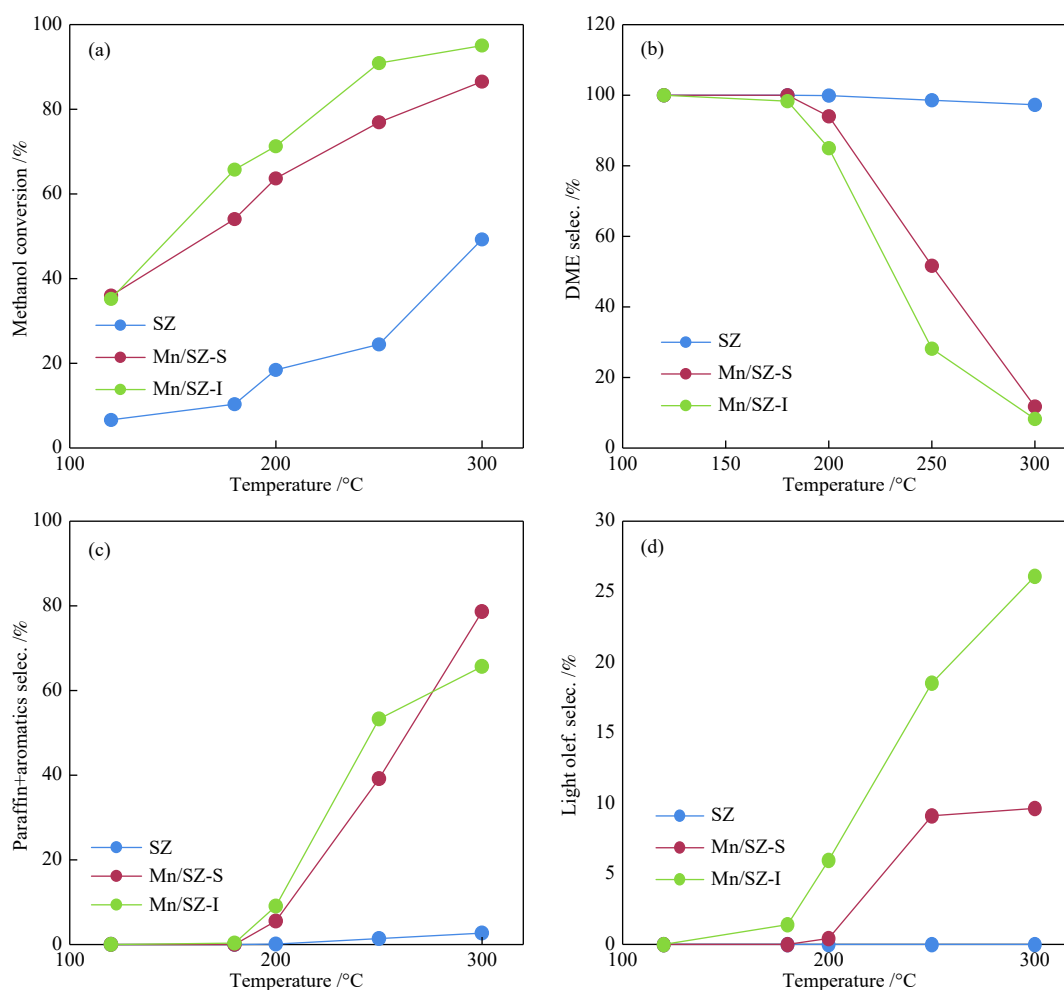 (a)
Methanol conversion /%
100
80
60
40
20
0
SZ
Mn/SZ-S
Mn/SZ-I
100
200
300
Temperature /°C
(b)
DME selec. /%
120
100
80
60
40
20
0
SZ
Mn/SZ-S
Mn/SZ-I
100
150
200
250
300
Temperature /°C
(c)
Paraffin+aromatics selec. /%
100
80
60
40
20
0
SZ
Mn/SZ-S
Mn/SZ-I
100
200
300
Temperature /°C
(d)
Light olef. selec. /%
30
25
20
15
10
5
0
SZ
Mn/SZ-S
Mn/SZ-I
100
150
200
250
300
Temperature /°C